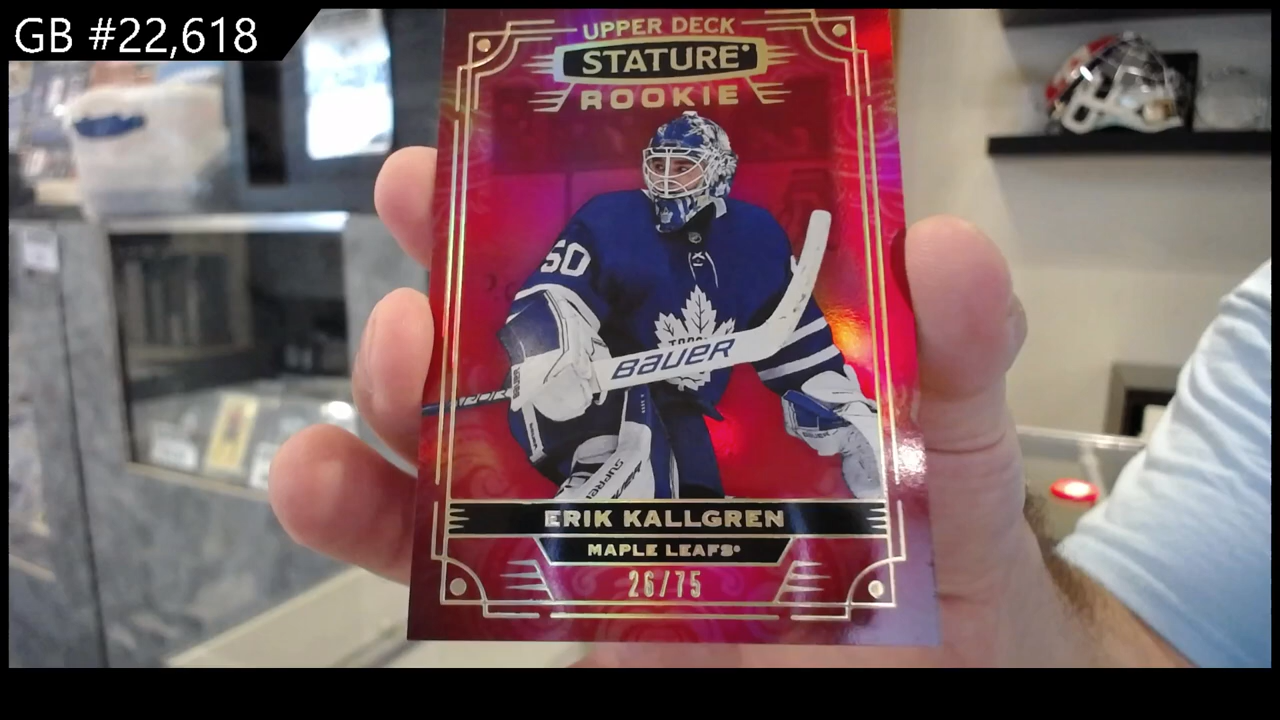 GB #22,618
UPPER DECK
STATURE
ROOKIE
50
BAUER
ERIK KALLGREN
MAPLE LEAFS
26/75